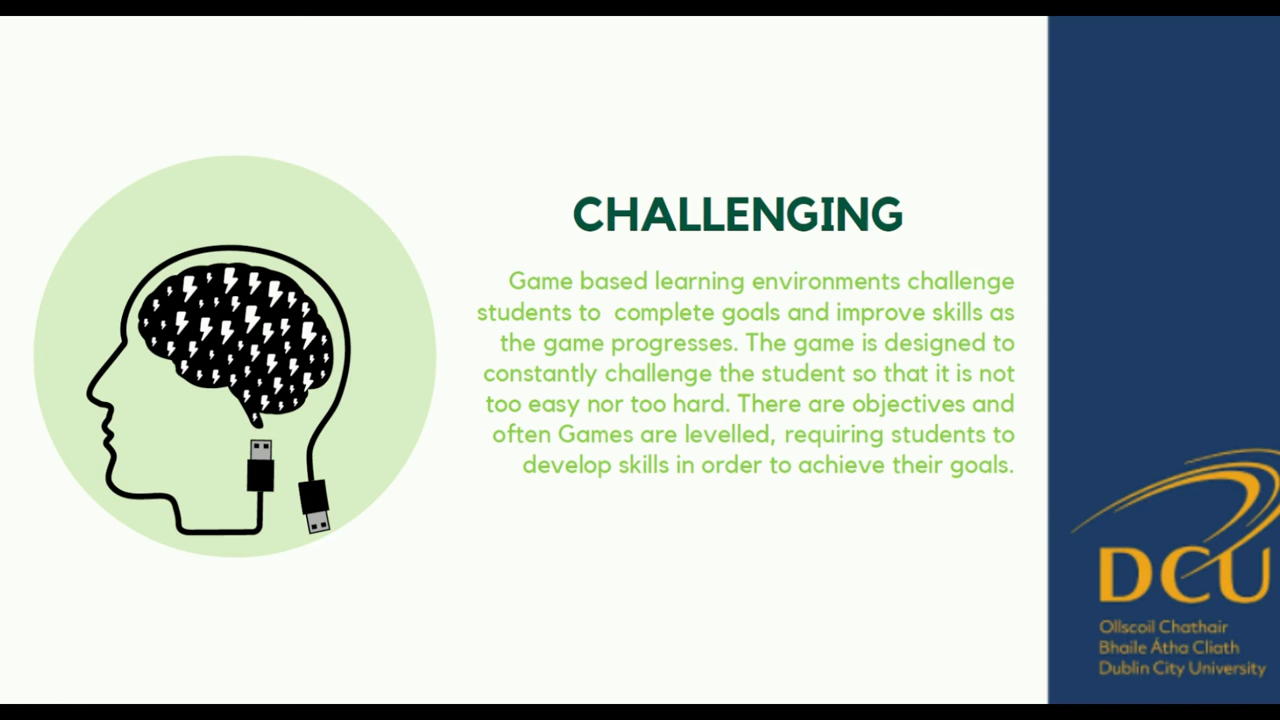 CHALLENGING
Game based learning environments challenge
students to  complete goals and improve skills as
the game progresses. The game is designed to
constantly challenge the student so that it is not
too easy nor too hard. There are objectives and
often Games are levelled, requiring students to
develop skills in order to achieve their goals.
DCU
Ollscoil Chathair
Bhaile Átha Cliath
Dublin City University